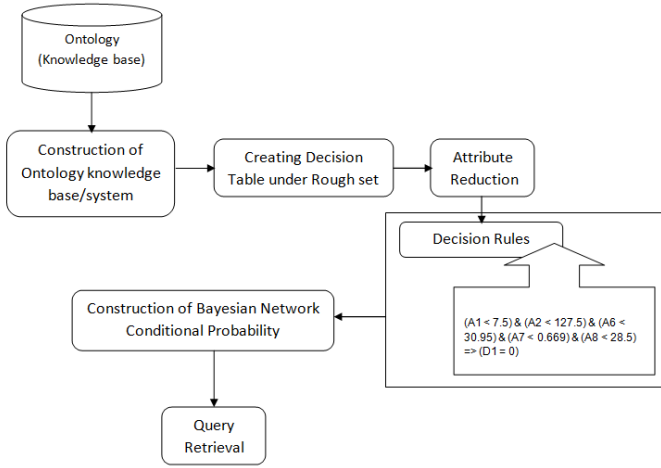 Ontology
(Knowledge base)
Construction of
Ontology knowledge
base/system
Creating Decision
Table under Rough set
Attribute
Reduction
Decision Rules
(A1 < 7.5) & (A2 < 127.5) & (A6 <
30.95) & (A7 < 0.669) & (A8 < 28.5)
=> (D1 = 0)
Construction of Bayesian Network
Conditional Probability
Query
Retrieval